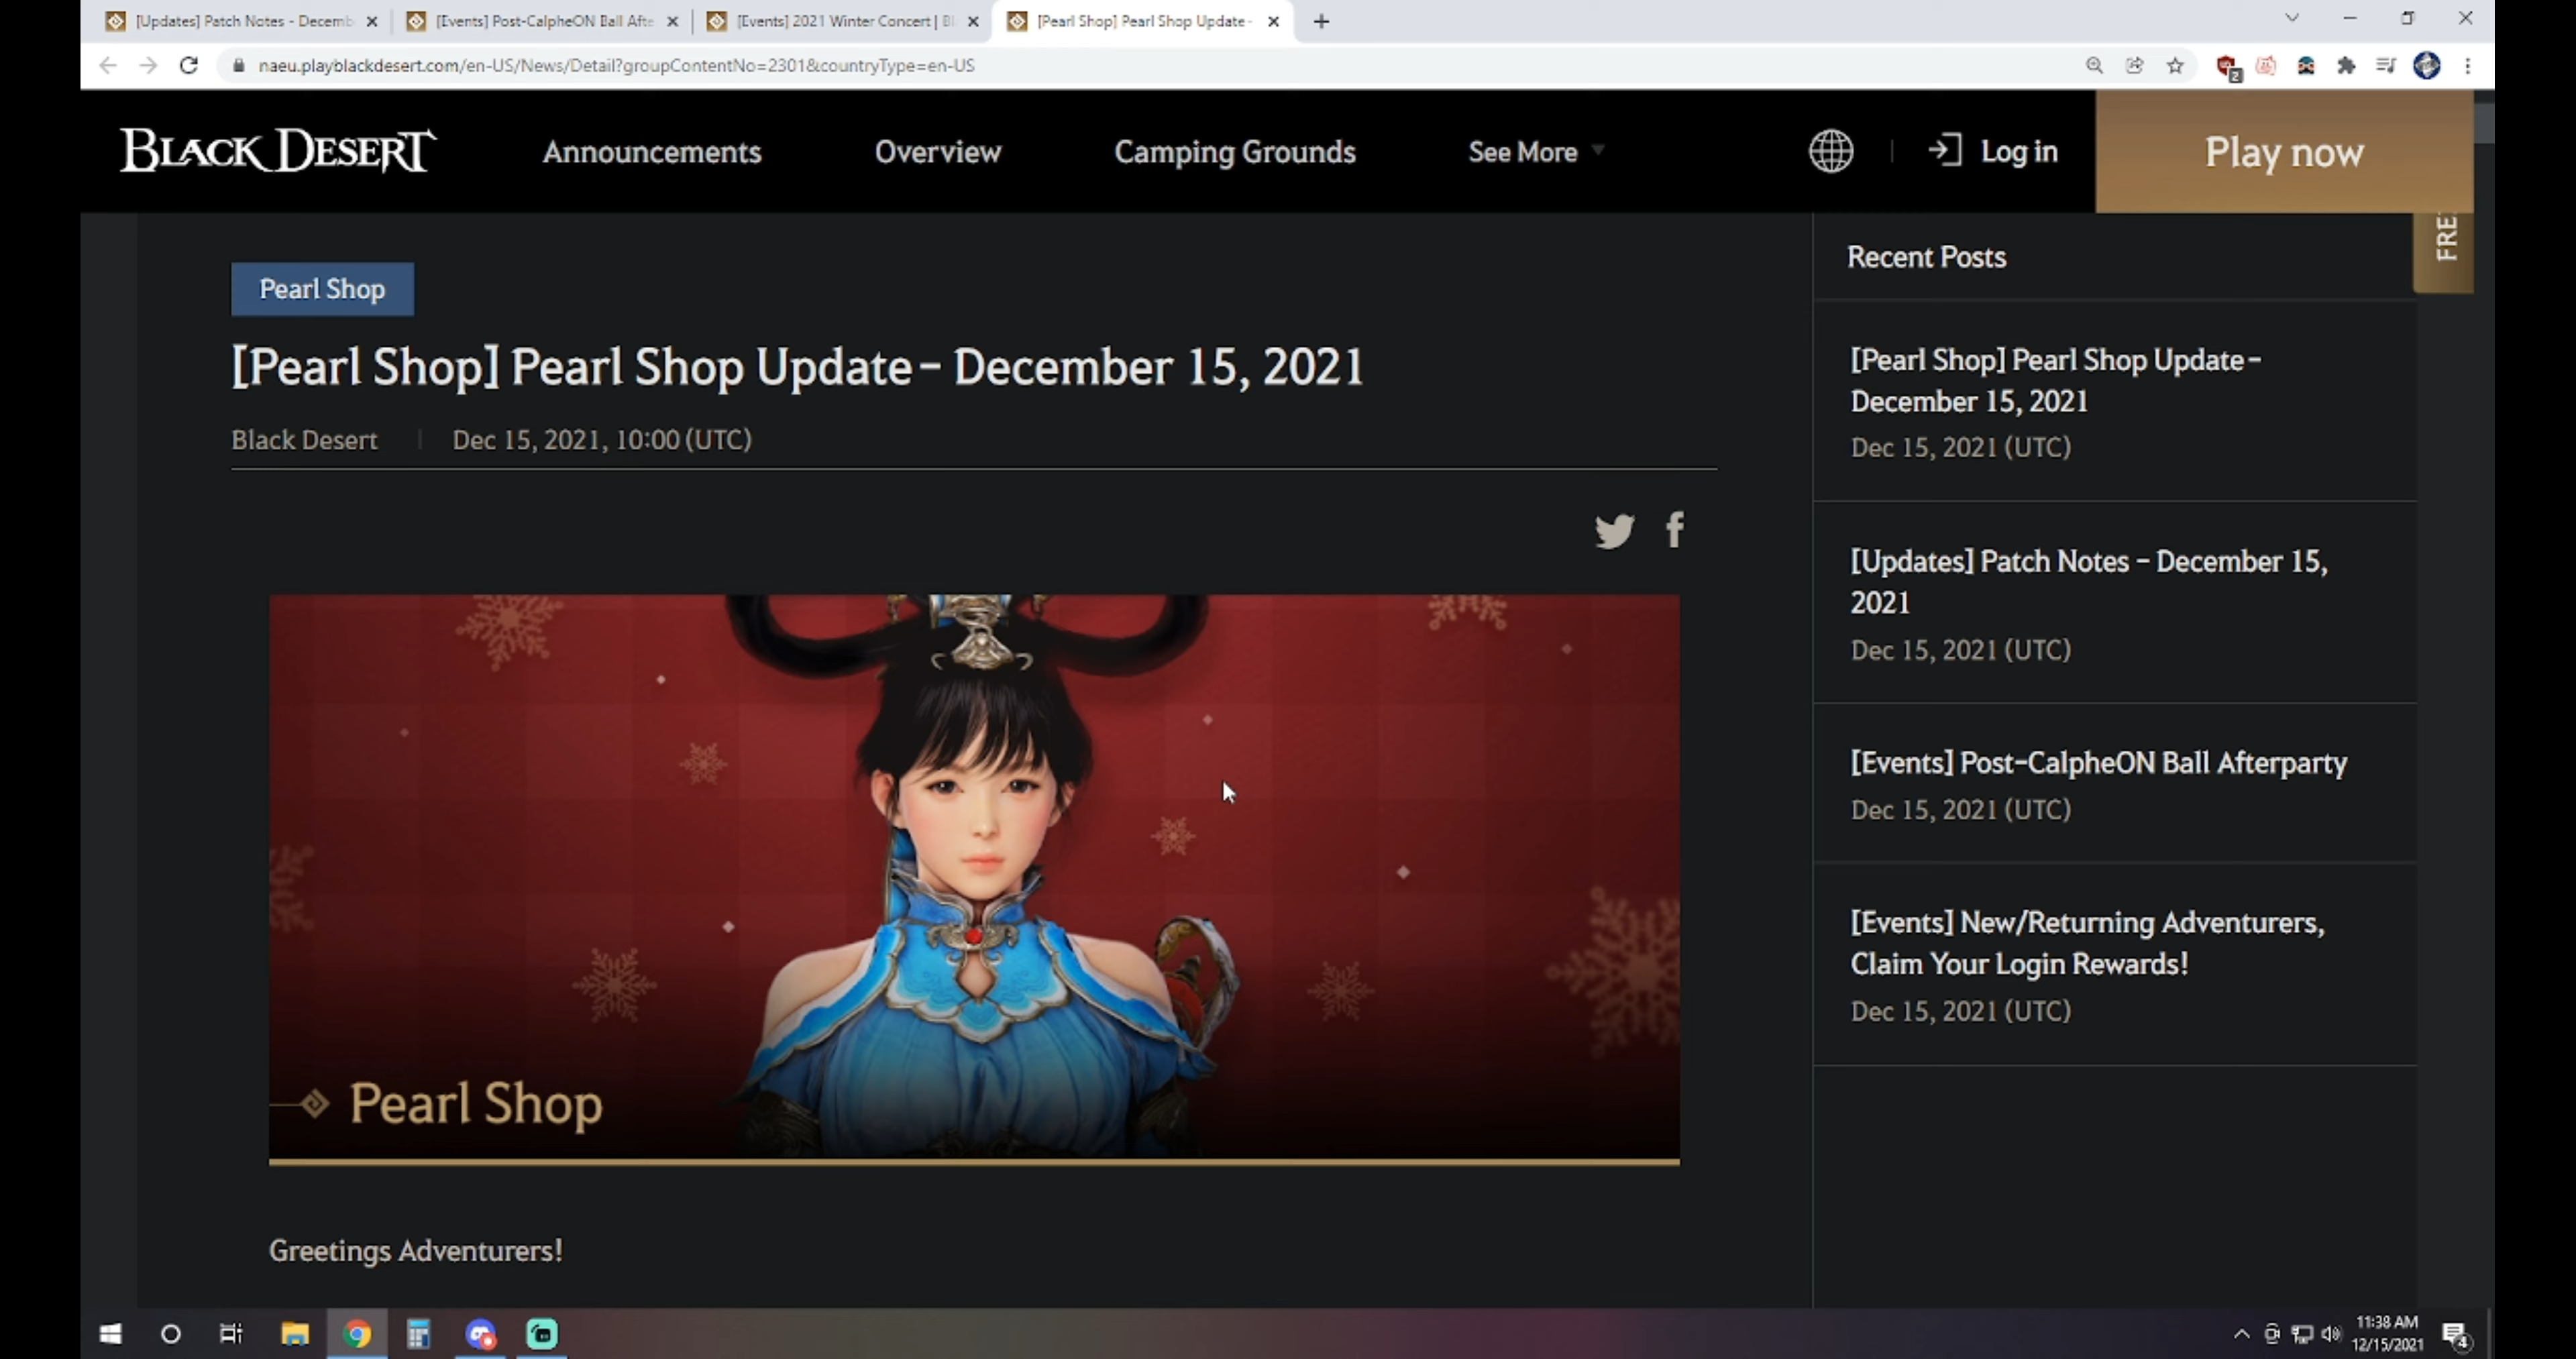 [Updates] Patch Notes - Decemb
[Events] Post-CalpheON Ball Afte
[Events] 2021 Winter Concert | Bl
[Pearl Shop] Pearl Shop Update -
naeu.playblackdesert.com/en-US/News/Detail?groupContentNo=2301&countryType=en-US
2
BLACK DESERT
Announcements
Overview
Camping Grounds
See More
Log in
Play now
FRE
Pearl Shop
[Pearl Shop] Pearl Shop Update – December 15, 2021
Black Desert
Dec 15, 2021, 10:00 (UTC)
Pearl Shop
Greetings Adventurers!
Recent Posts
[Pearl Shop] Pearl Shop Update –
December 15, 2021
Dec 15, 2021 (UTC)
[Updates] Patch Notes – December 15,
2021
Dec 15, 2021 (UTC)
[Events] Post-CalpheON Ball Afterparty
Dec 15, 2021 (UTC)
[Events] New/Returning Adventurers,
Claim Your Login Rewards!
Dec 15, 2021 (UTC)
11:38 AM
12/15/2021
4